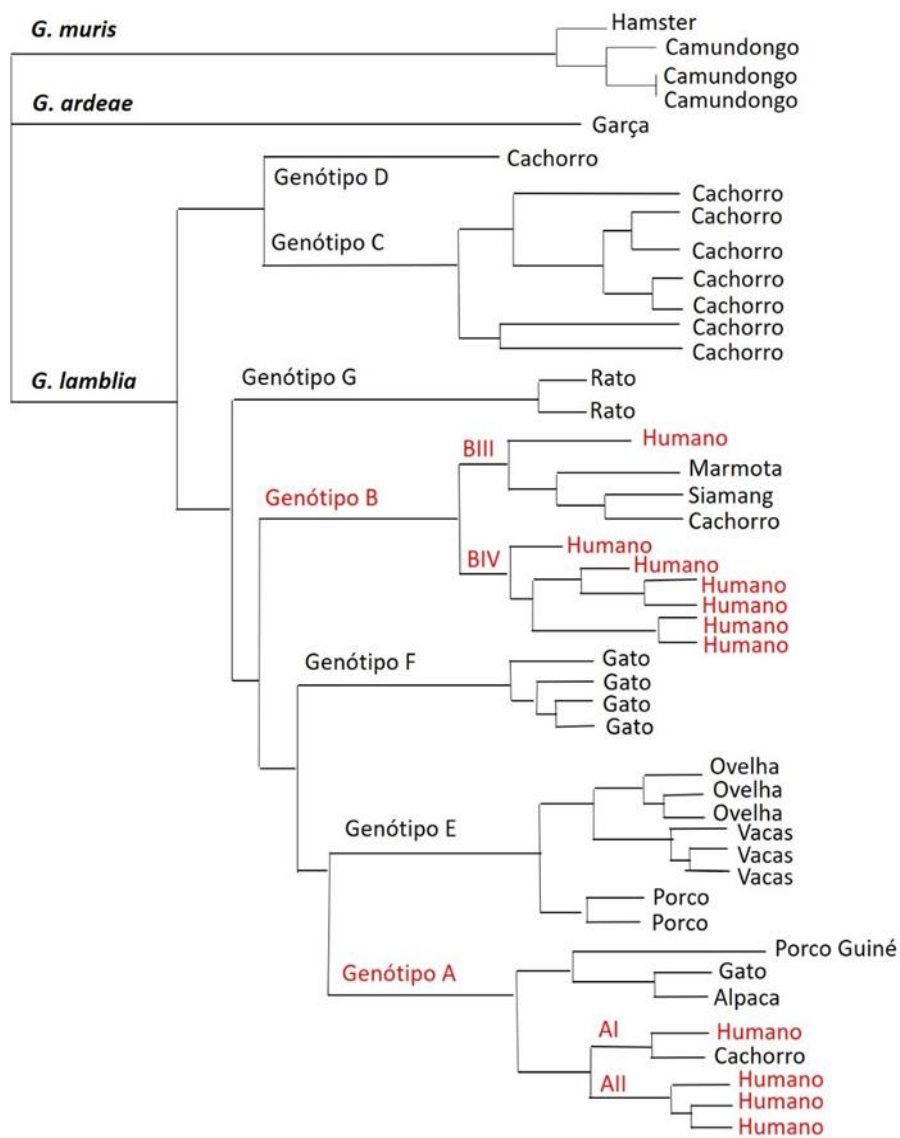 Hamster
G. muris
Camundongo
Camundongo
Camundongo
G. ardeae
Garça
Cachorro
Genótipo D
Cachorro
Cachorro
Genótipo C
Cachorro
Cachorro
Cachorro
Cachorro
Cachorro
G. lamblia
Genótipo G
Rato
Rato
BIII
Humano
Marmota
Genótipo B
Siamang
Cachorro
BIV
Humano
Humano
Humano
Humano
Humano
Humano
Genótipo F
Gato
Gato
Gato
Gato
Ovelha
Ovelha
Ovelha
Genótipo E
Vacas
Vacas
Vacas
Porco
Porco
Porco Guiné
Genótipo A
Gato
Alpaca
AI
Humano
Cachorro
AII
Humano
Humano
Humano